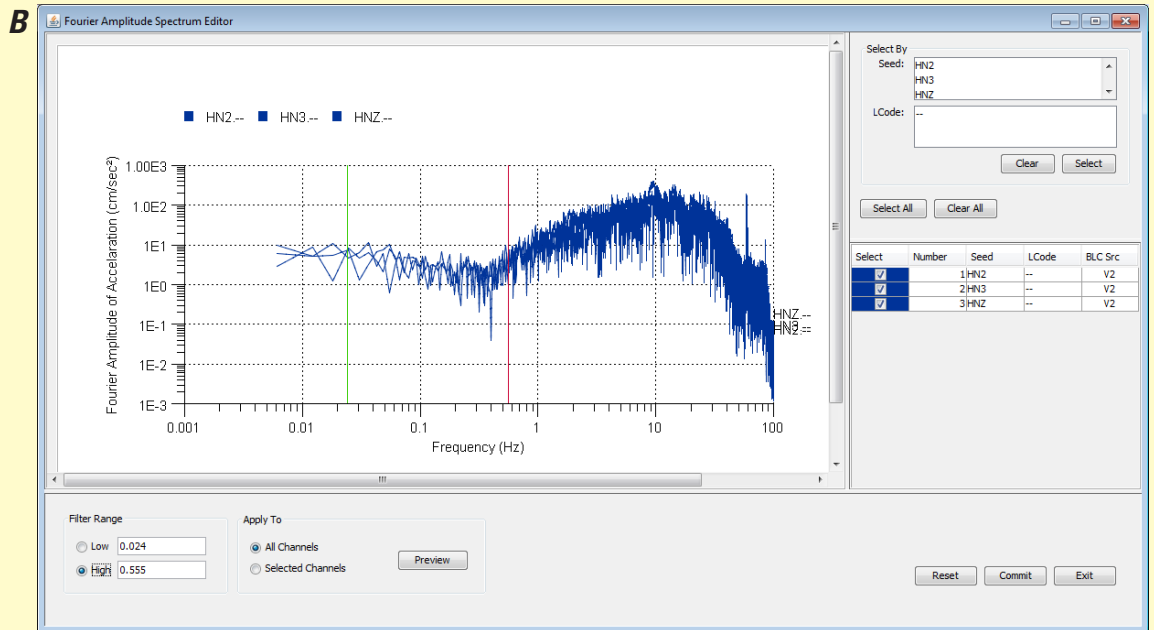 B
Fourier Amplitude Spectrum Editor
HN2.-- HN3.-- HNZ.--
Fourier Amplitude of Accelaration (cm/sec²)
1.00E3
1.0E2
1E1
1E0
1E-1
1E-2
1E-3
0.001 0.01 0.1 1 10 100
Frequency (Hz)
HNZ.--
HN3.--
HN2.--
Select By
Seed:
HN2
HN3
HNZ
LCode:
--
Clear Select
Select All Clear All
Select Number Seed LCode BLC Src
1 HN2 -- V2
2 HN3 -- V2
3 HNZ -- V2
Filter Range
Low 0.024
High 0.555
Apply To
All Channels
Selected Channels
Preview
Reset Commit Exit